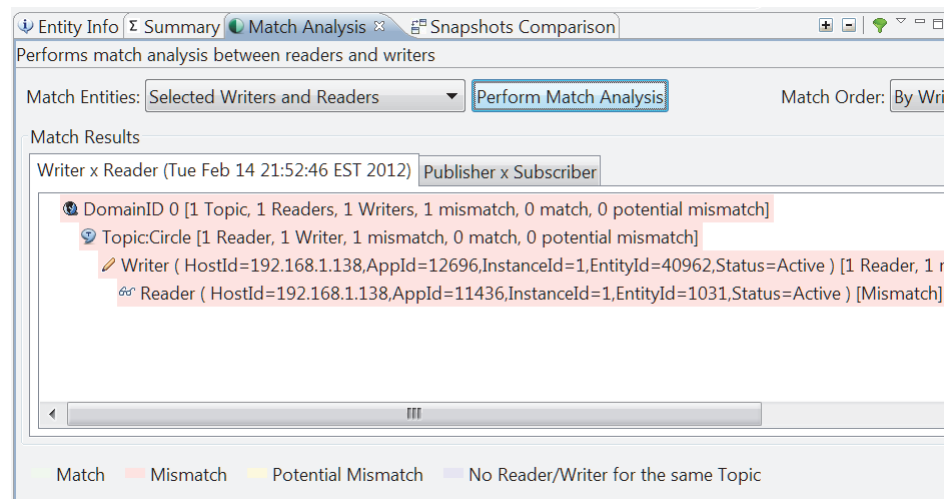 Entity Info Σ Summary Match Analysis Snapshots Comparison
Performs match analysis between readers and writers
Match Entities: Selected Writers and Readers Perform Match Analysis Match Order: By Wri
Match Results
Writer x Reader (Tue Feb 14 21:52:46 EST 2012) Publisher x Subscriber
DomainID 0 [1 Topic, 1 Readers, 1 Writers, 1 mismatch, 0 match, 0 potential mismatch]
Topic:Circle [1 Reader, 1 Writer, 1 mismatch, 0 match, 0 potential mismatch]
Writer ( HostId=192.168.1.138,AppId=12696,InstanceId=1,EntityId=40962,Status=Active ) [1 Reader, 1
Reader ( HostId=192.168.1.138,AppId=11436,InstanceId=1,EntityId=1031,Status=Active ) [Mismatch]
Match Mismatch Potential Mismatch No Reader/Writer for the same Topic